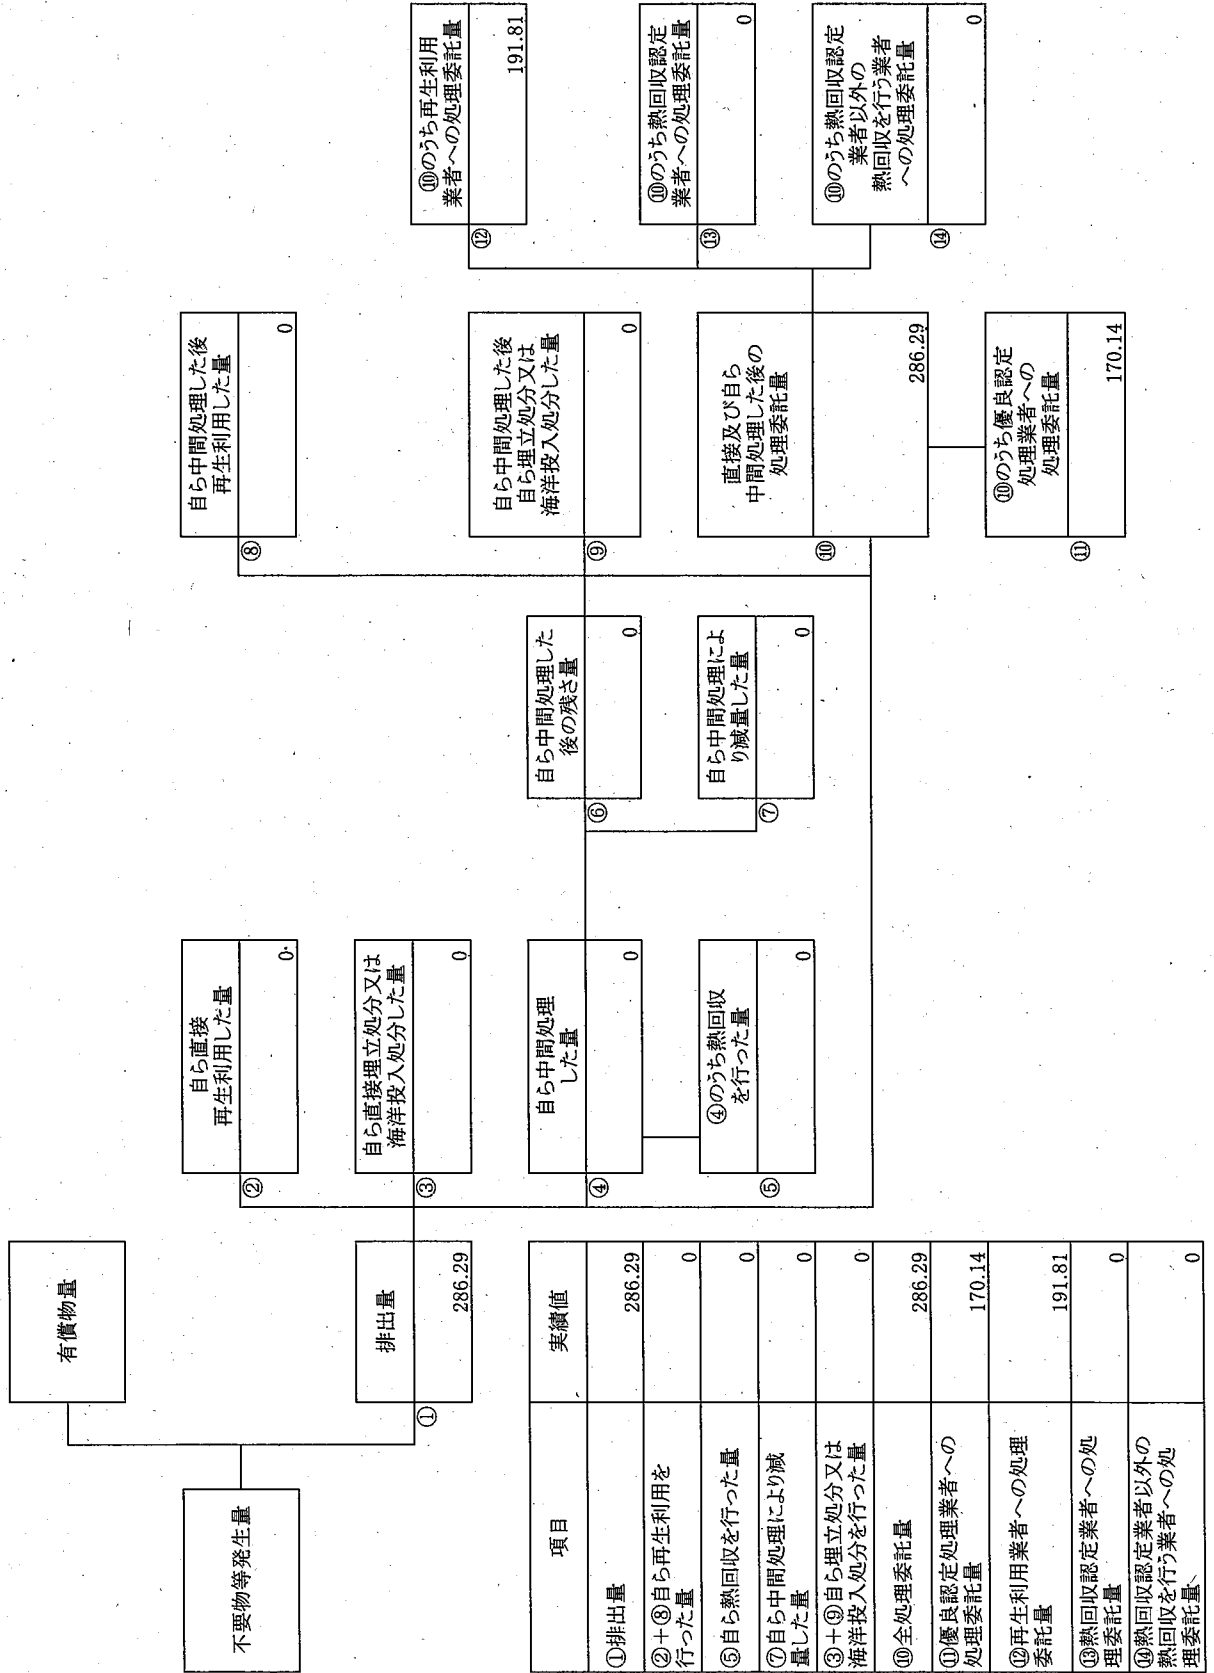 不要物等発生量
有償物量
①
排出量
286.29
②
自ら直接
再生利用した量
0
③
自ら直接埋立処分又は
海洋投入処分した量
0
④
自ら中間処理
した量
0
⑤
④のうち熱回収
を行った量
0
⑥
自ら中間処理した
後の残さ量
0
⑦
自ら中間処理によ
り減量した量
0
⑧
自ら中間処理した後
再生利用した量
0
⑨
自ら中間処理した後
自ら埋立処分又は
海洋投入処分した量
0
⑩
直接及び自ら
中間処理した後の
処理委託量
286.29
⑪
⑩のうち優良認定
処理業者への
処理委託量
170.14
⑫
⑩のうち再生利用
業者への処理委託量
191.81
⑬
⑩のうち熱回収認定
業者への処理委託量
0
⑭
⑩のうち熱回収認定
業者以外の
熱回収を行う業者
への処理委託量
0
項目 実績値
①排出量 286.29
②+⑧自ら再生利用を
行った量 0
⑤自ら熱回収を行った量 0
⑦自ら中間処理により減
量した量 0
③+⑨自ら埋立処分又は
海洋投入処分を行った量 0
⑩全処理委託量 286.29
⑪優良認定処理業者への
処理委託量 170.14
⑫再生利用業者への処理
委託量 191.81
⑬熱回収認定業者への処
理委託量 0
⑭熱回収認定業者以外の
熱回収を行う業者への処
理委託量 0